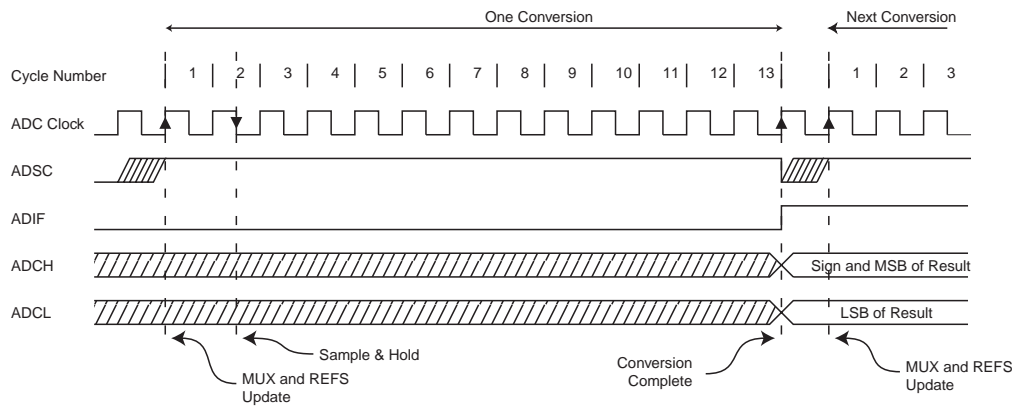 One Conversion
Next Conversion
Cycle Number
1 2 3 4 5 6 7 8 9 10 11 12 13 1 2 3
ADC Clock
ADSC
ADIF
ADCH
Sign and MSB of Result
ADCL
LSB of Result
Sample & Hold
MUX and REFS
Update
Conversion
Complete
MUX and REFS
Update